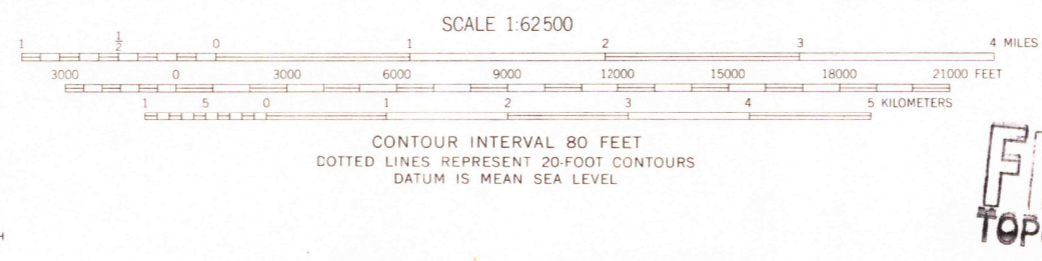 SCALE 1:62500
1 ½ 0 1 2 3 4 MILES
3000 0 3000 6000 9000 12000 15000 18000 21000 FEET
1 .5 0 1 2 3 4 5 KILOMETERS
CONTOUR INTERVAL 80 FEET
DOTTED LINES REPRESENT 20-FOOT CONTOURS
DATUM IS MEAN SEA LEVEL